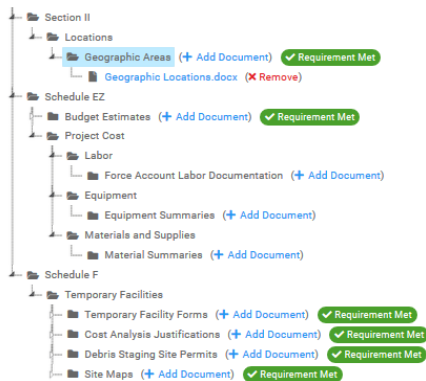 Section II
Locations
Geographic Areas (+ Add Document) ✔ Requirement Met
Geographic Locations.docx (✖ Remove)
Schedule EZ
Budget Estimates (+ Add Document) ✔ Requirement Met
Project Cost
Labor
Force Account Labor Documentation (+ Add Document)
Equipment
Equipment Summaries (+ Add Document)
Materials and Supplies
Material Summaries (+ Add Document)
Schedule F
Temporary Facilities
Temporary Facility Forms (+ Add Document) ✔ Requirement Met
Cost Analysis Justifications (+ Add Document) ✔ Requirement Met
Debris Staging Site Permits (+ Add Document) ✔ Requirement Met
Site Maps (+ Add Document) ✔ Requirement Met